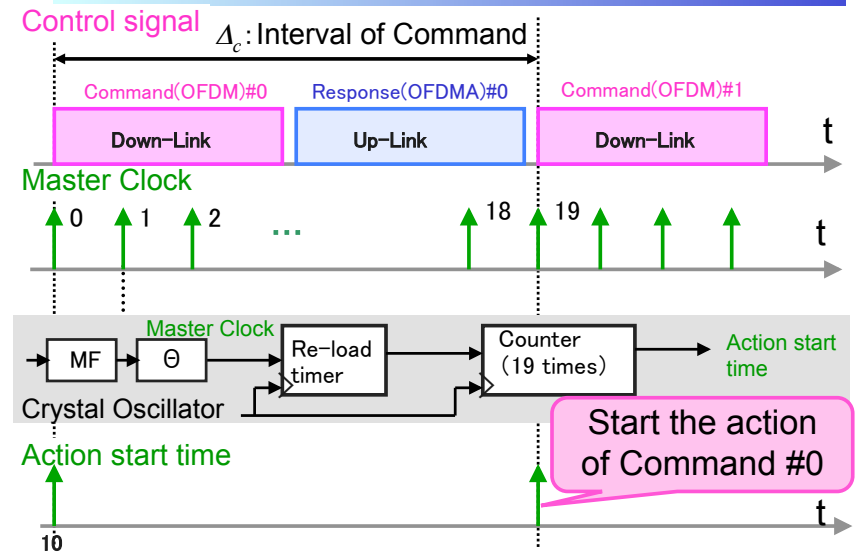 Control signal
Δc:Interval of Command
Command(OFDM)#0 Response(OFDMA)#0 Command(OFDM)#1
Down-Link Up-Link Down-Link
t
Master Clock
0 1 2 … 18 19
t
Master Clock
MF Θ Re-load timer Counter (19 times) Action start time
Crystal Oscillator
Start the action
of Command #0
Action start time
t
10